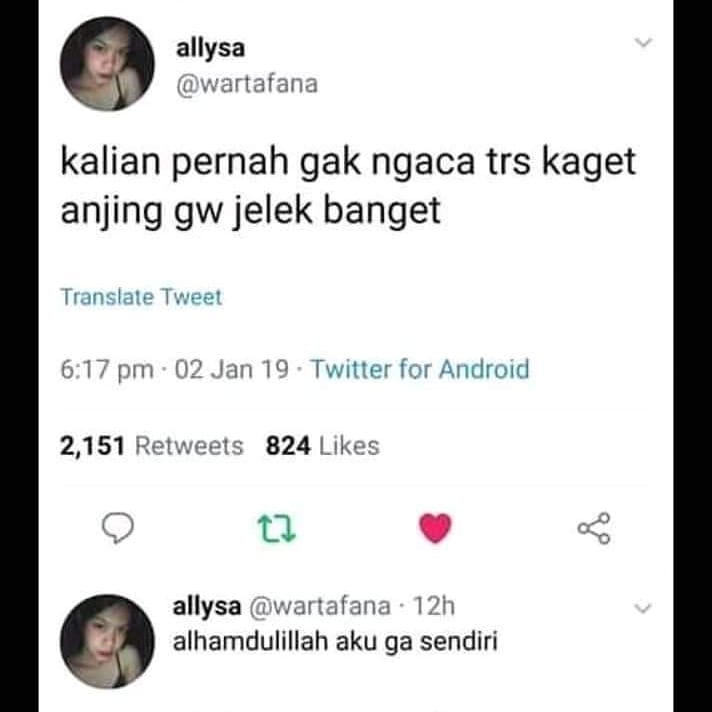 allysa
@wartafana
kalian pernah gak ngaca trs kaget
anjing gw jelek banget
Translate Tweet
6:17 pm · 02 Jan 19 · Twitter for Android
2,151 Retweets 824 Likes
allysa @wartafana · 12h
alhamdulillah aku ga sendiri